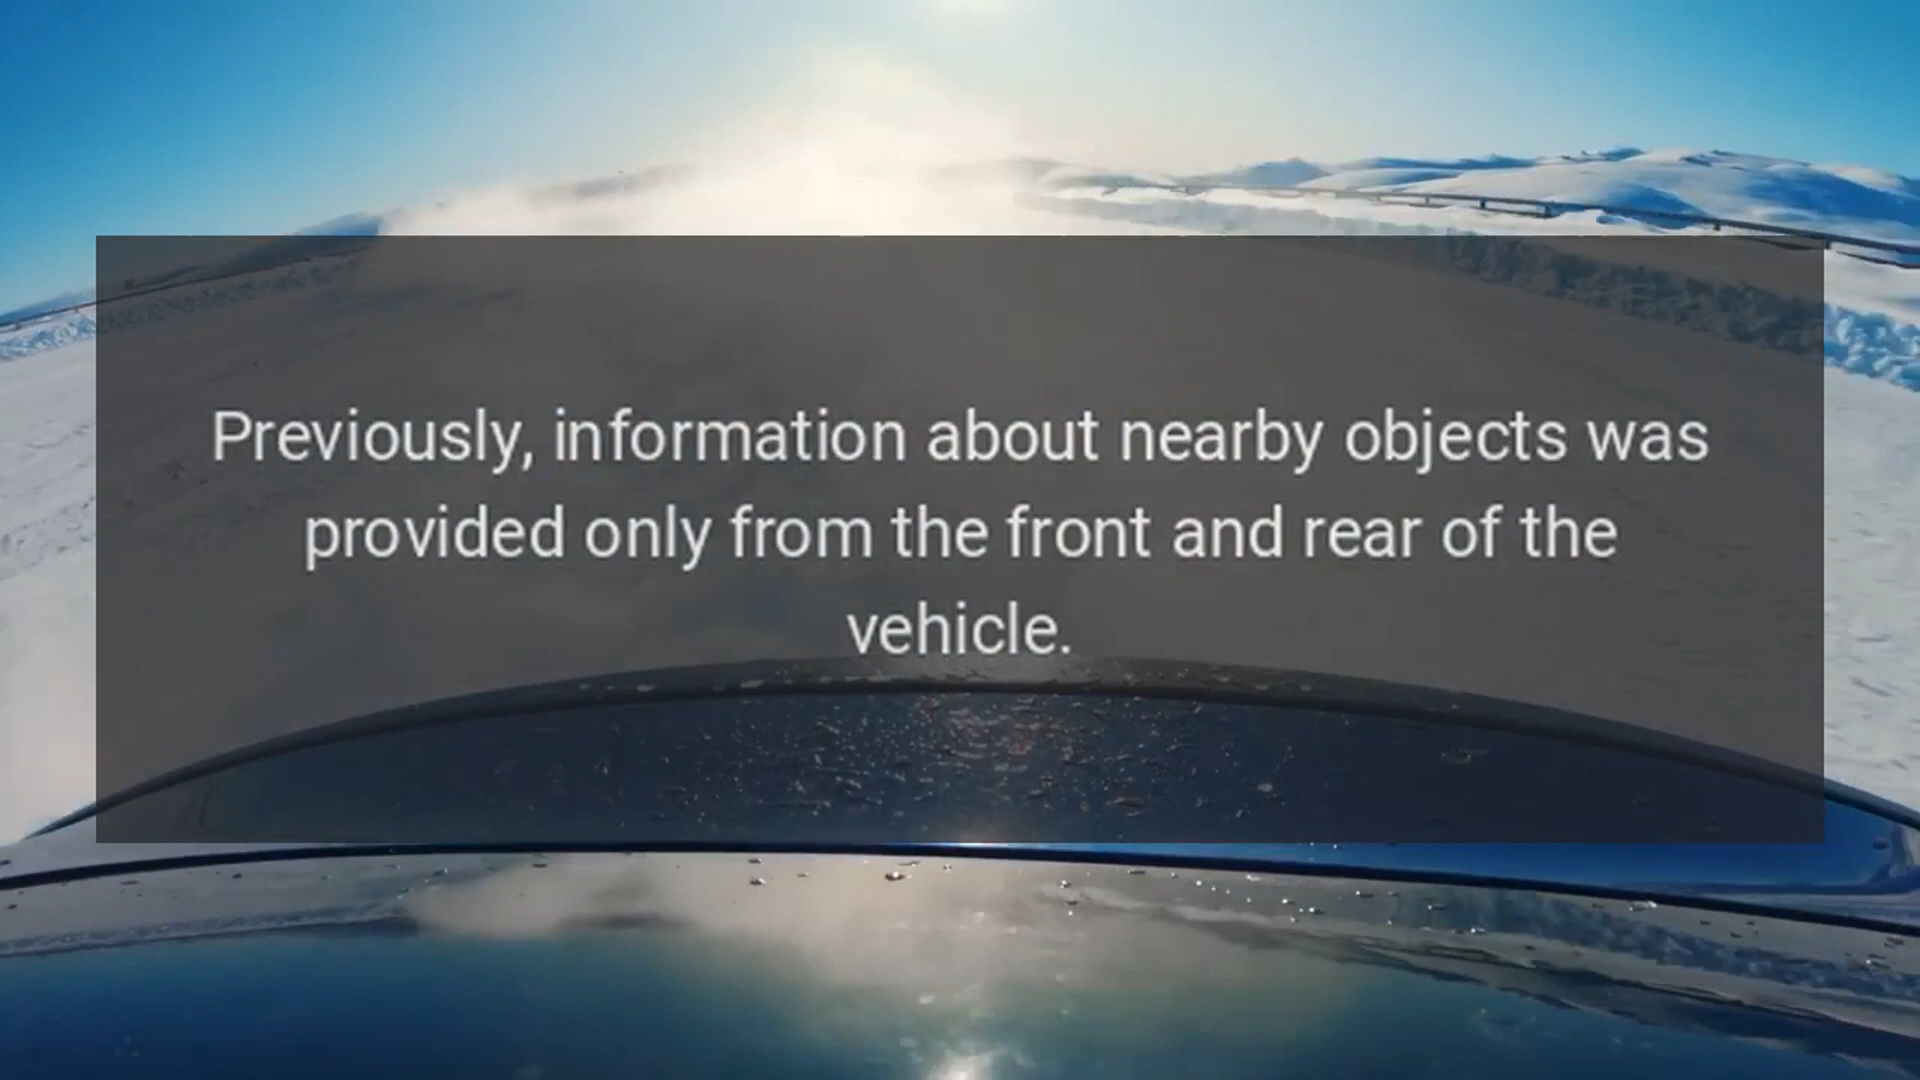 Previously, information about nearby objects was
provided only from the front and rear of the
vehicle.